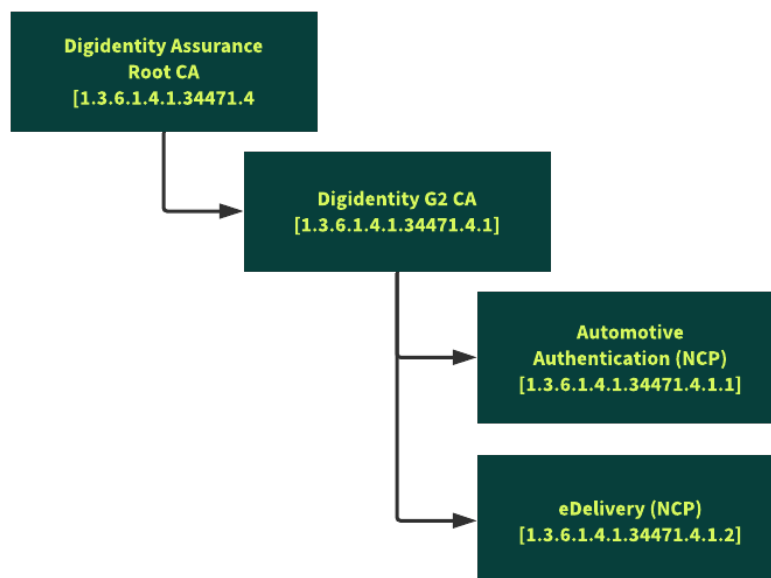 Digidentity Assurance
Root CA
[1.3.6.1.4.1.34471.4
Digidentity G2 CA
[1.3.6.1.4.1.34471.4.1]
Automotive
Authentication (NCP)
[1.3.6.1.4.1.34471.4.1.1]
eDelivery (NCP)
[1.3.6.1.4.1.34471.4.1.2]